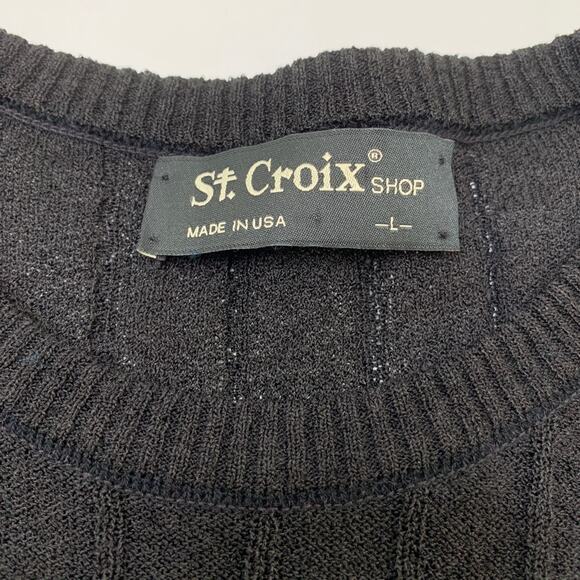 St. Croix® SHOP
MADE IN USA —L—